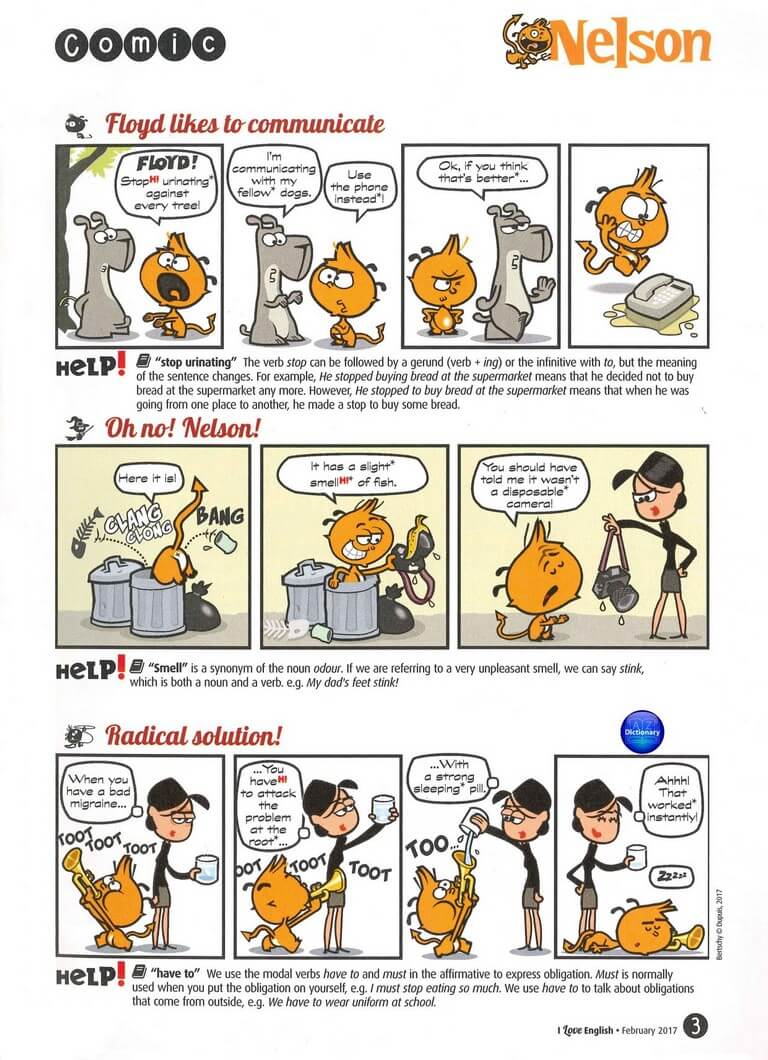 Comic
Nelson
Floyd likes to communicate
FLOYD!
Stop Hi urinating*
against
every tree!
I'm
communicating
with my
fellow* dogs.
Use
the phone
instead*!
Ok, if you think
that's better*...
HELP! "stop urinating" The verb stop can be followed by a gerund (verb + ing) or the infinitive with to, but the meaning
of the sentence changes. For example, He stopped buying bread at the supermarket means that he decided not to buy
bread at the supermarket any more. However, He stopped to buy bread at the supermarket means that when he was
going from one place to another, he made a stop to buy some bread.
Oh no! Nelson!
Here it is!
CLANG
CLONG
BANG
It has a slight*
smell H!* of fish.
You should have
told me it wasn't
a disposable*
camera!
HELP! "Smell" is a synonym of the noun odour. If we are referring to a very unpleasant smell, we can say stink,
which is both a noun and a verb. e.g. My dad's feet stink!
A-Z
Dictionary
Radical solution!
When you
have a bad
migraine...
TOOT
TOOT
TOOT
...You
have H!
to attack
the
problem
at the
root*...
OOT
TOOT
TOOT
...With
a strong
sleeping* pill.
TOO...
Ahhh!
That
worked*
instantly!
Zzzzz
HELP! "have to" We use the modal verbs have to and must in the affirmative to express obligation. Must is normally
used when you put the obligation on yourself, e.g. I must stop eating so much. We use have to to talk about obligations
that come from outside, e.g. We have to wear uniform at school.
Bertschy © Dupuis, 2017
I Love English • February 2017 3